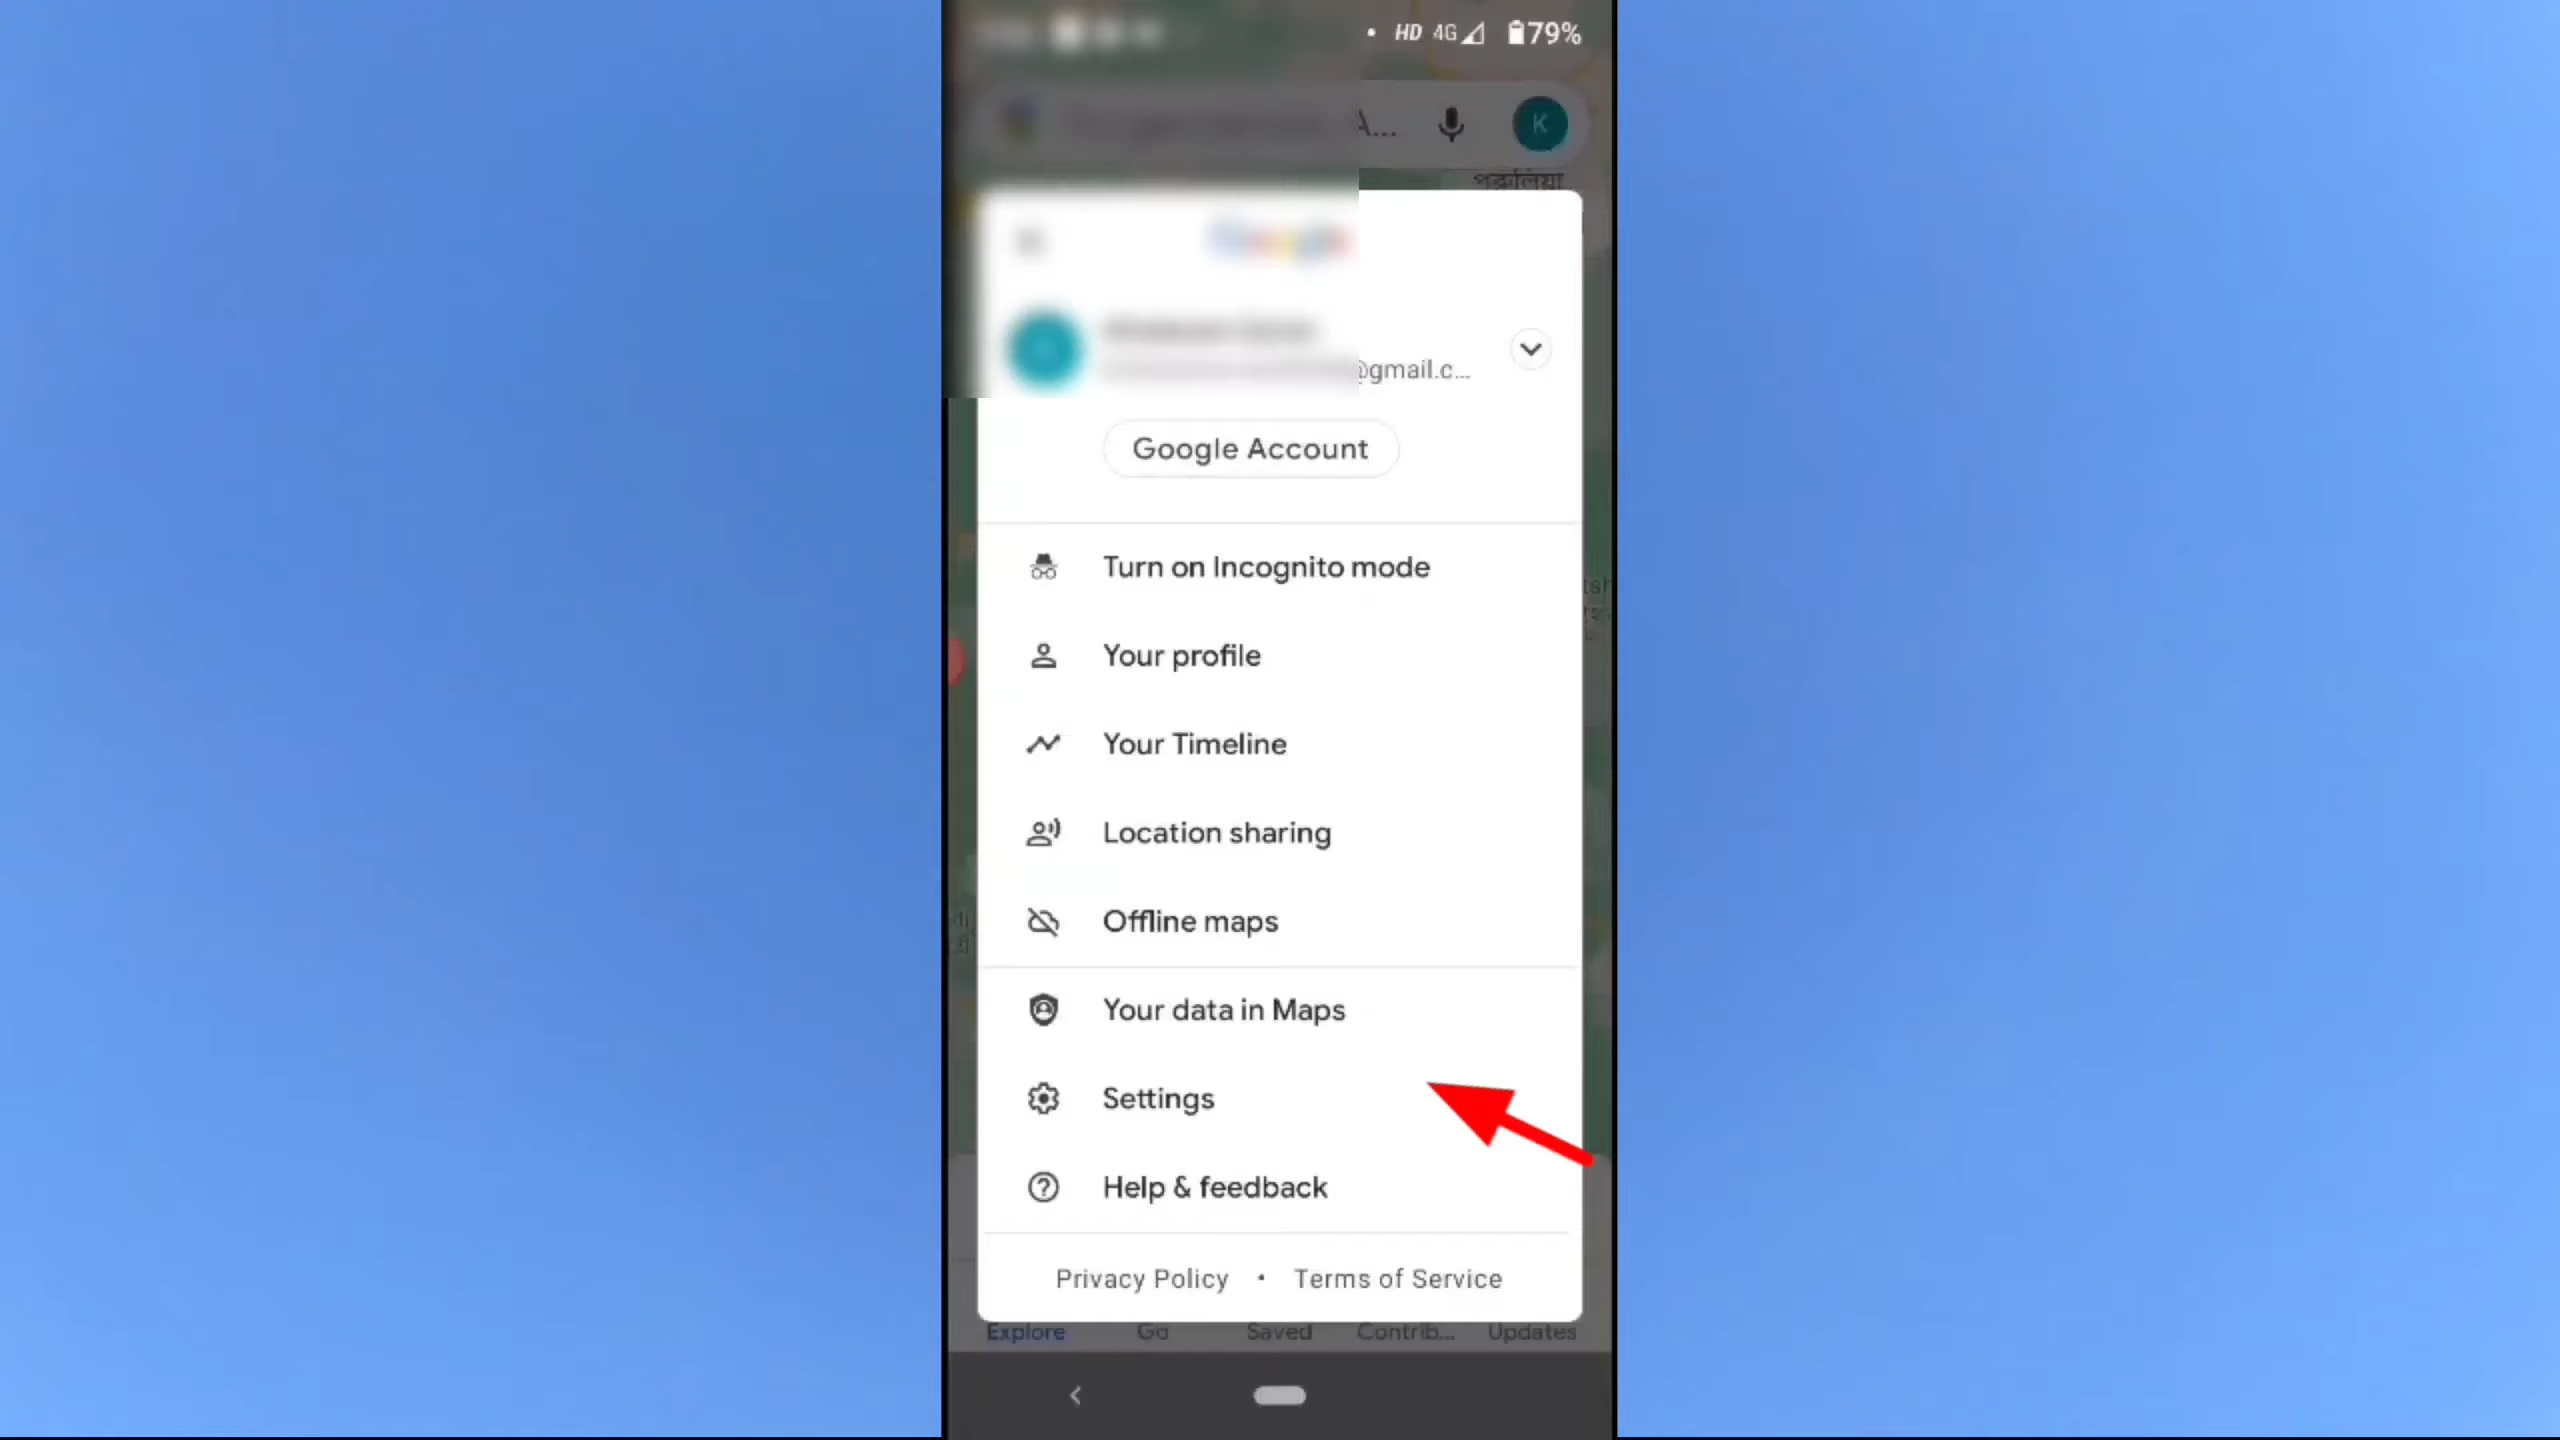 HD 4G 79%
A... K
পুরুলিয়া
Google
@gmail.c...
Google Account
Turn on Incognito mode
Your profile
Your Timeline
Location sharing
Offline maps
Your data in Maps
Settings
Help & feedback
Privacy Policy • Terms of Service
Explore Go Saved Contrib... Updates